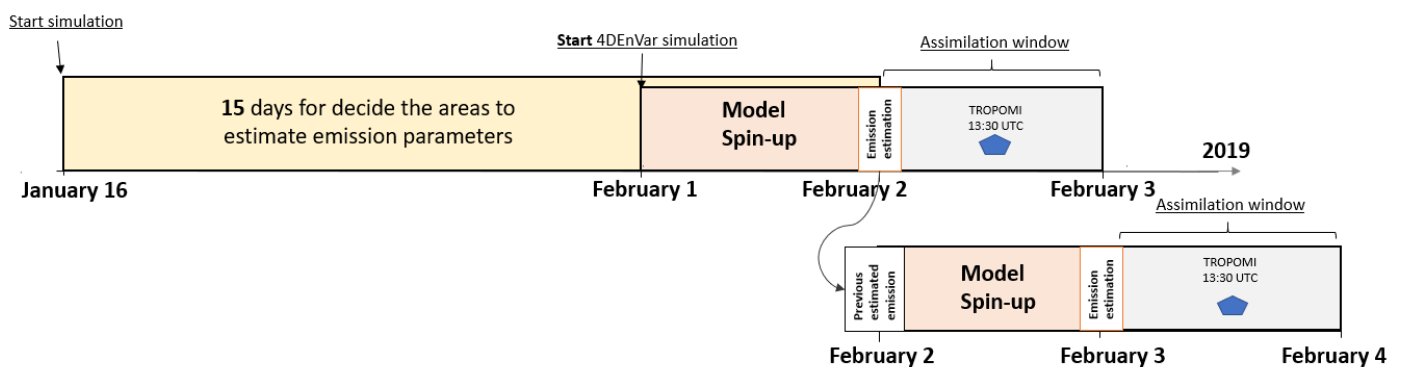 Start simulation
Start 4DEnVar simulation
Assimilation window
15 days for decide the areas to
estimate emission parameters
Model
Spin-up
Emission
estimation
TROPOMI
13:30 UTC
2019
January 16
February 1
February 2
February 3
Assimilation window
Previous
estimated
emission
Model
Spin-up
Emission
estimation
TROPOMI
13:30 UTC
February 2
February 3
February 4